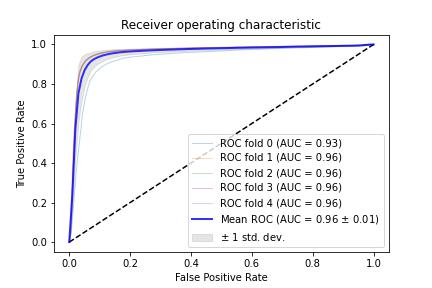 Receiver operating characteristic
True Positive Rate
1.0
0.8
0.6
0.4
0.2
0.0
ROC fold 0 (AUC = 0.93)
ROC fold 1 (AUC = 0.96)
ROC fold 2 (AUC = 0.96)
ROC fold 3 (AUC = 0.96)
ROC fold 4 (AUC = 0.96)
Mean ROC (AUC = 0.96 ± 0.01)
± 1 std. dev.
0.0 0.2 0.4 0.6 0.8 1.0
False Positive Rate